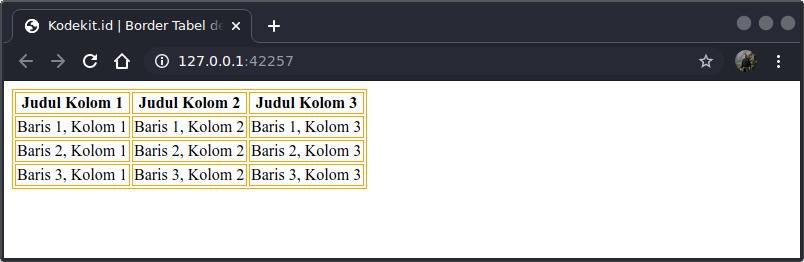 Kodekit.id | Border Tabel
127.0.0.1:42257
Judul Kolom 1 Judul Kolom 2 Judul Kolom 3
Baris 1, Kolom 1 Baris 1, Kolom 2 Baris 1, Kolom 3
Baris 2, Kolom 1 Baris 2, Kolom 2 Baris 2, Kolom 3
Baris 3, Kolom 1 Baris 3, Kolom 2 Baris 3, Kolom 3